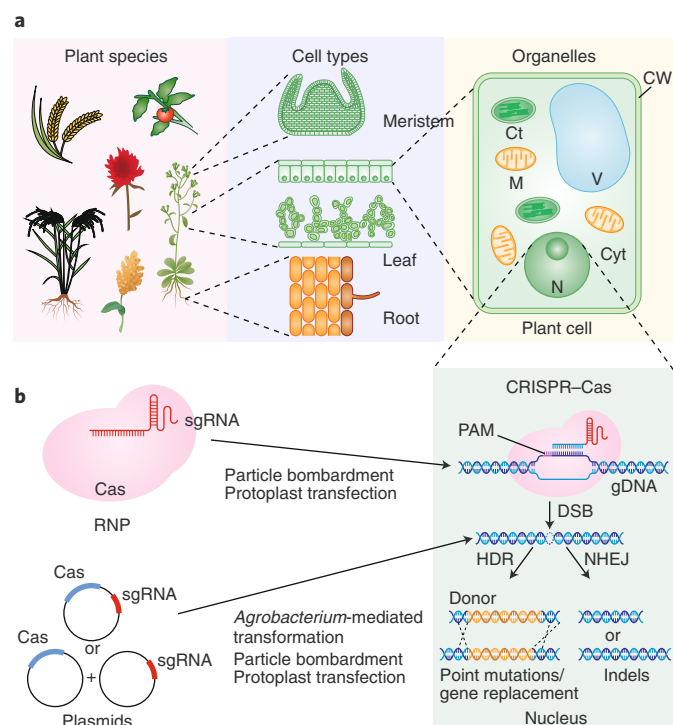 a
Plant species
Cell types
Organelles
Meristem
Leaf
Root
CW
Ct
V
M
Cyt
N
Plant cell
b
sgRNA
Cas
RNP
Particle bombardment
Protoplast transfection
Cas
sgRNA
or
Cas
sgRNA
+
Plasmids
Agrobacterium-mediated
transformation
Particle bombardment
Protoplast transfection
CRISPR–Cas
PAM
gDNA
DSB
HDR
NHEJ
Donor
or
Point mutations/
gene replacement
Indels
Nucleus